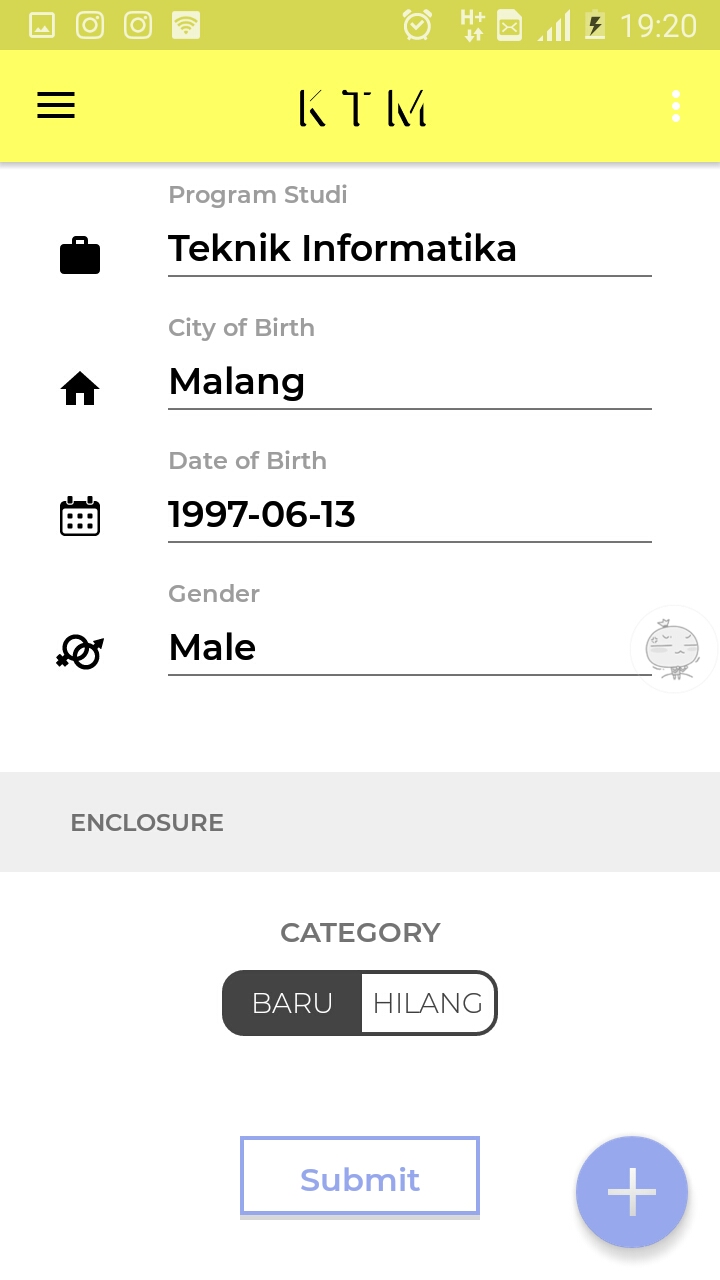 H+
19:20
KTM
Program Studi
Teknik Informatika
City of Birth
Malang
Date of Birth
1997-06-13
Gender
Male
ENCLOSURE
CATEGORY
BARU HILANG
Submit